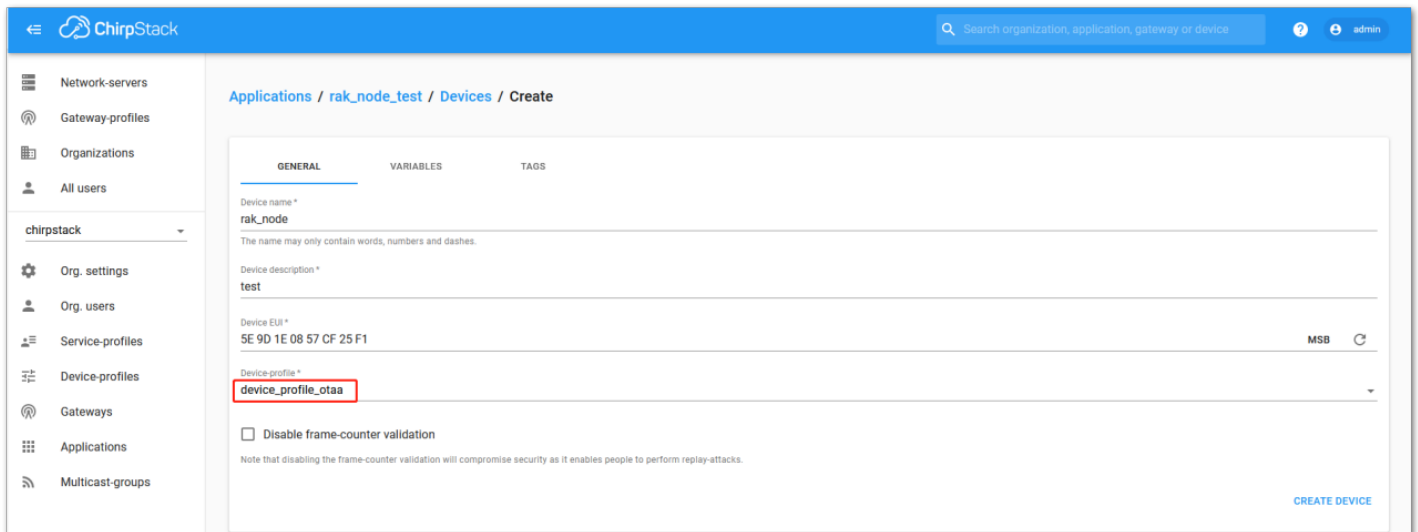 ChirpStack
Search organization, application, gateway or device
? admin
Network-servers
Gateway-profiles
Organizations
All users
chirpstack
Org. settings
Org. users
Service-profiles
Device-profiles
Gateways
Applications
Multicast-groups
Applications / rak_node_test / Devices / Create
GENERAL VARIABLES TAGS
Device name *
rak_node
The name may only contain words, numbers and dashes.
Device description *
test
Device EUI *
5E 9D 1E 08 57 CF 25 F1 MSB
Device-profile *
device_profile_otaa
Disable frame-counter validation
Note that disabling the frame-counter validation will compromise security as it enables people to perform replay-attacks.
CREATE DEVICE